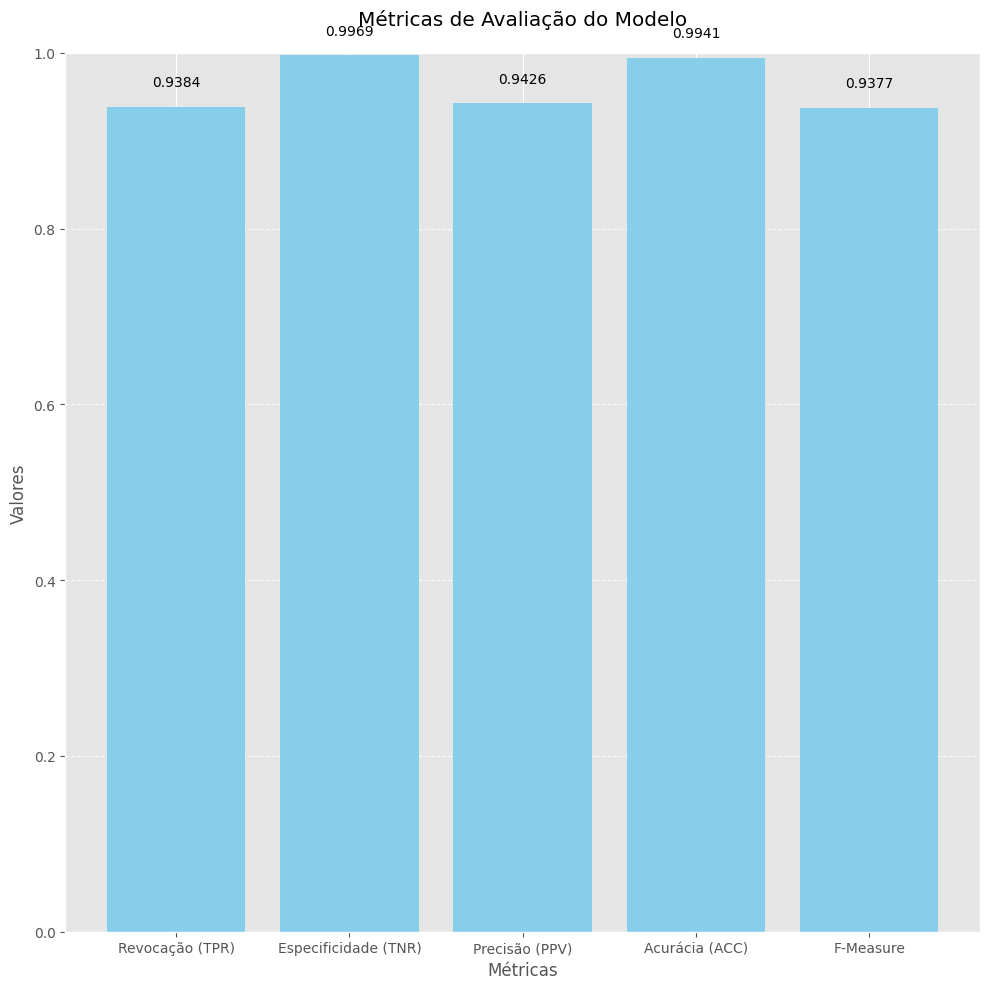 Métricas de Avaliação do Modelo
0.9384
0.9969
0.9426
0.9941
0.9377
1.0
0.8
0.6
0.4
0.2
0.0
Valores
Revocação (TPR)
Especificidade (TNR)
Precisão (PPV)
Acurácia (ACC)
F-Measure
Métricas